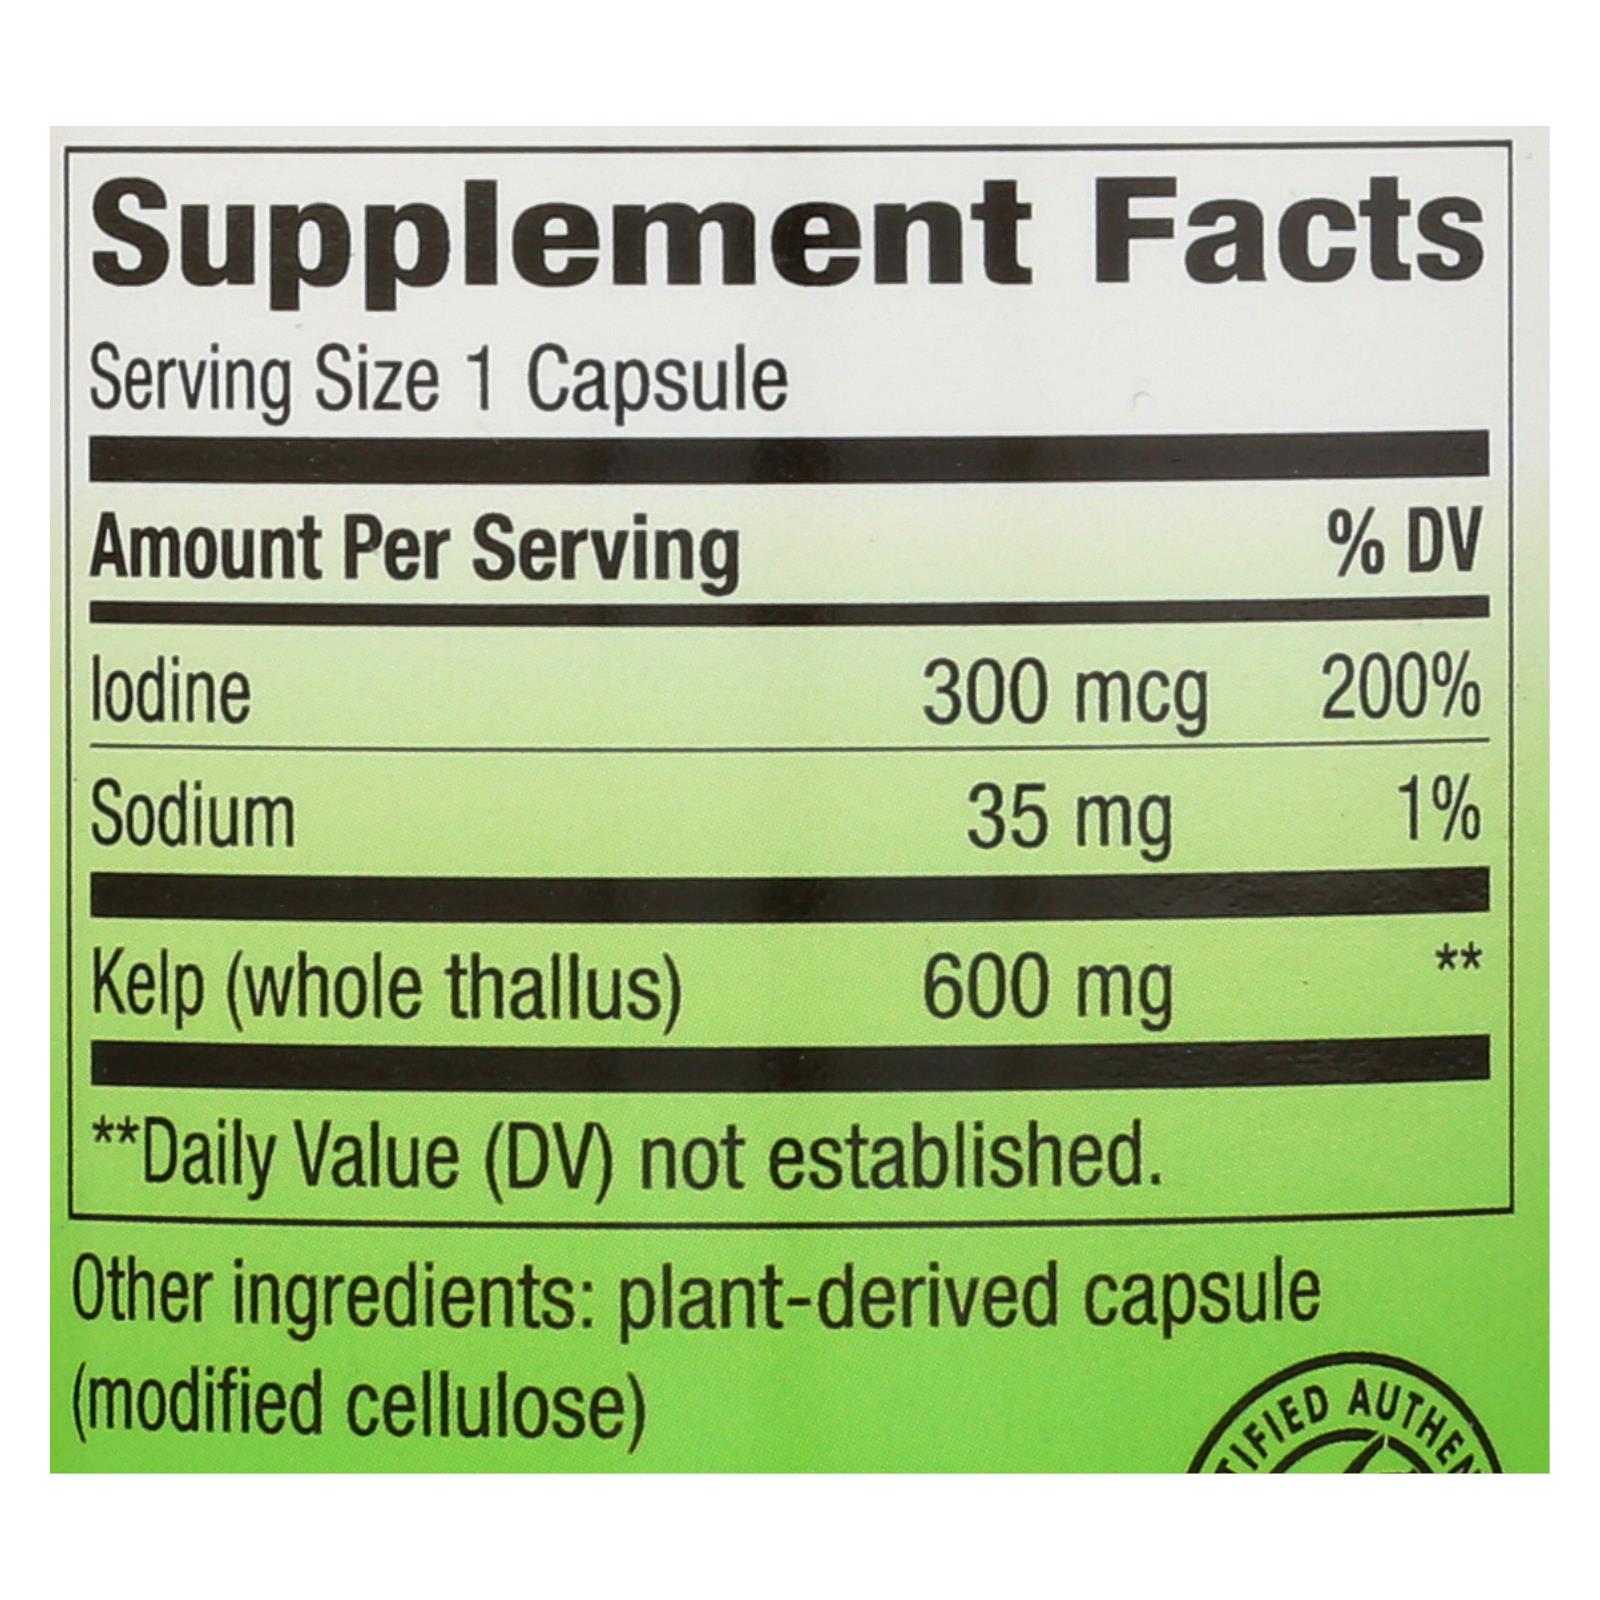 Supplement Facts
Serving Size 1 Capsule
Amount Per Serving % DV
Iodine 300 mcg 200%
Sodium 35 mg 1%
Kelp (whole thallus) 600 mg **
**Daily Value (DV) not established.
Other ingredients: plant-derived capsule
(modified cellulose)